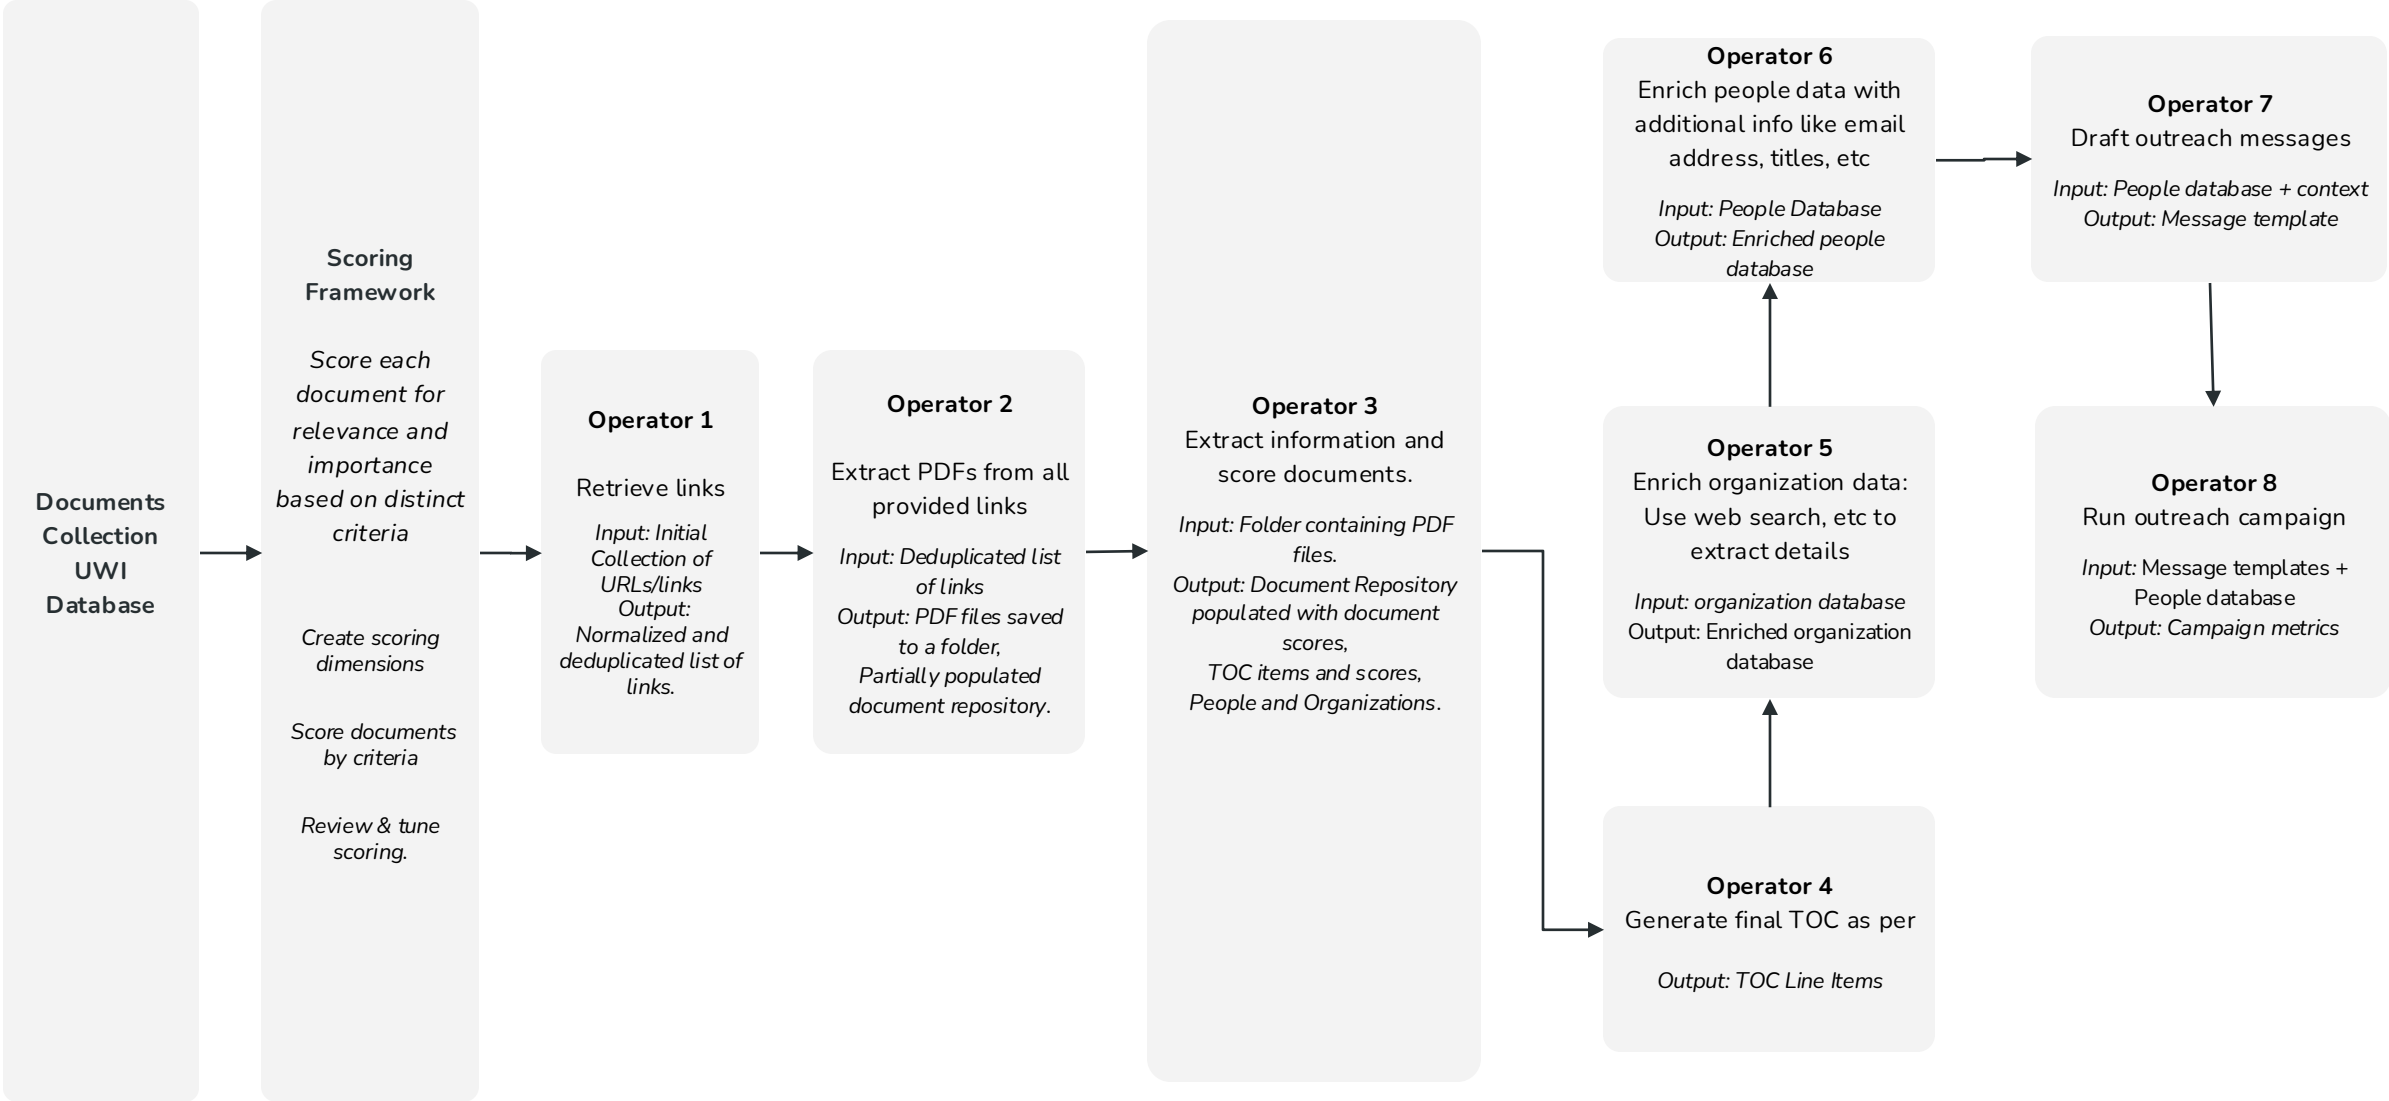 Documents
Collection
UWI
Database
Scoring
Framework
Score each
document for
relevance and
importance
based on distinct
criteria
Create scoring
dimensions
Score documents
by criteria
Review & tune
scoring.
Operator 1
Retrieve links
Input: Initial
Collection of
URLs/links
Output:
Normalized and
deduplicated list of
links.
Operator 2
Extract PDFs from all
provided links
Input: Deduplicated list
of links
Output: PDF files saved
to a folder,
Partially populated
document repository.
Operator 3
Extract information and
score documents.
Input: Folder containing PDF
files.
Output: Document Repository
populated with document
scores,
TOC items and scores,
People and Organizations.
Operator 4
Generate final TOC as per
Output: TOC Line Items
Operator 5
Enrich organization data:
Use web search, etc to
extract details
Input: organization database
Output: Enriched organization
database
Operator 6
Enrich people data with
additional info like email
address, titles, etc
Input: People Database
Output: Enriched people
database
Operator 7
Draft outreach messages
Input: People database + context
Output: Message template
Operator 8
Run outreach campaign
Input: Message templates +
People database
Output: Campaign metrics